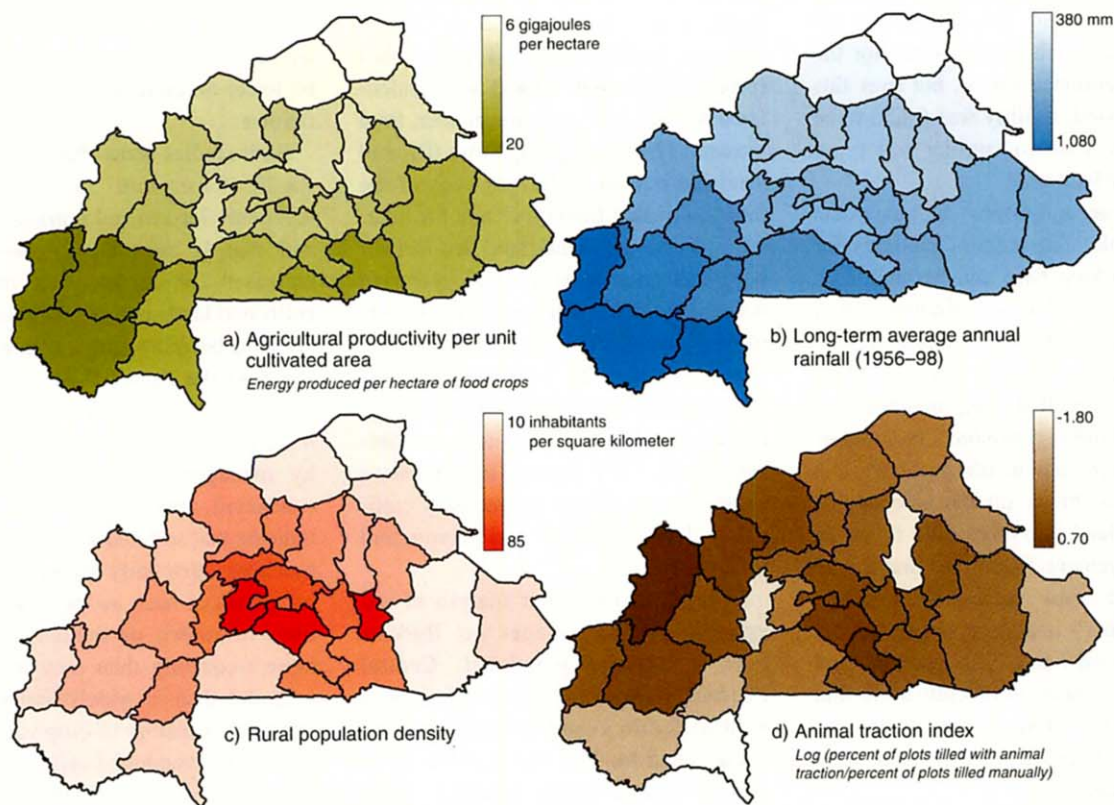 6 gigajoules
per hectare
20
a) Agricultural productivity per unit
cultivated area
Energy produced per hectare of food crops
380 mm
1,080
b) Long-term average annual
rainfall (1956–98)
10 inhabitants
per square kilometer
85
c) Rural population density
-1.80
0.70
d) Animal traction index
Log (percent of plots tilled with animal
traction/percent of plots tilled manually)